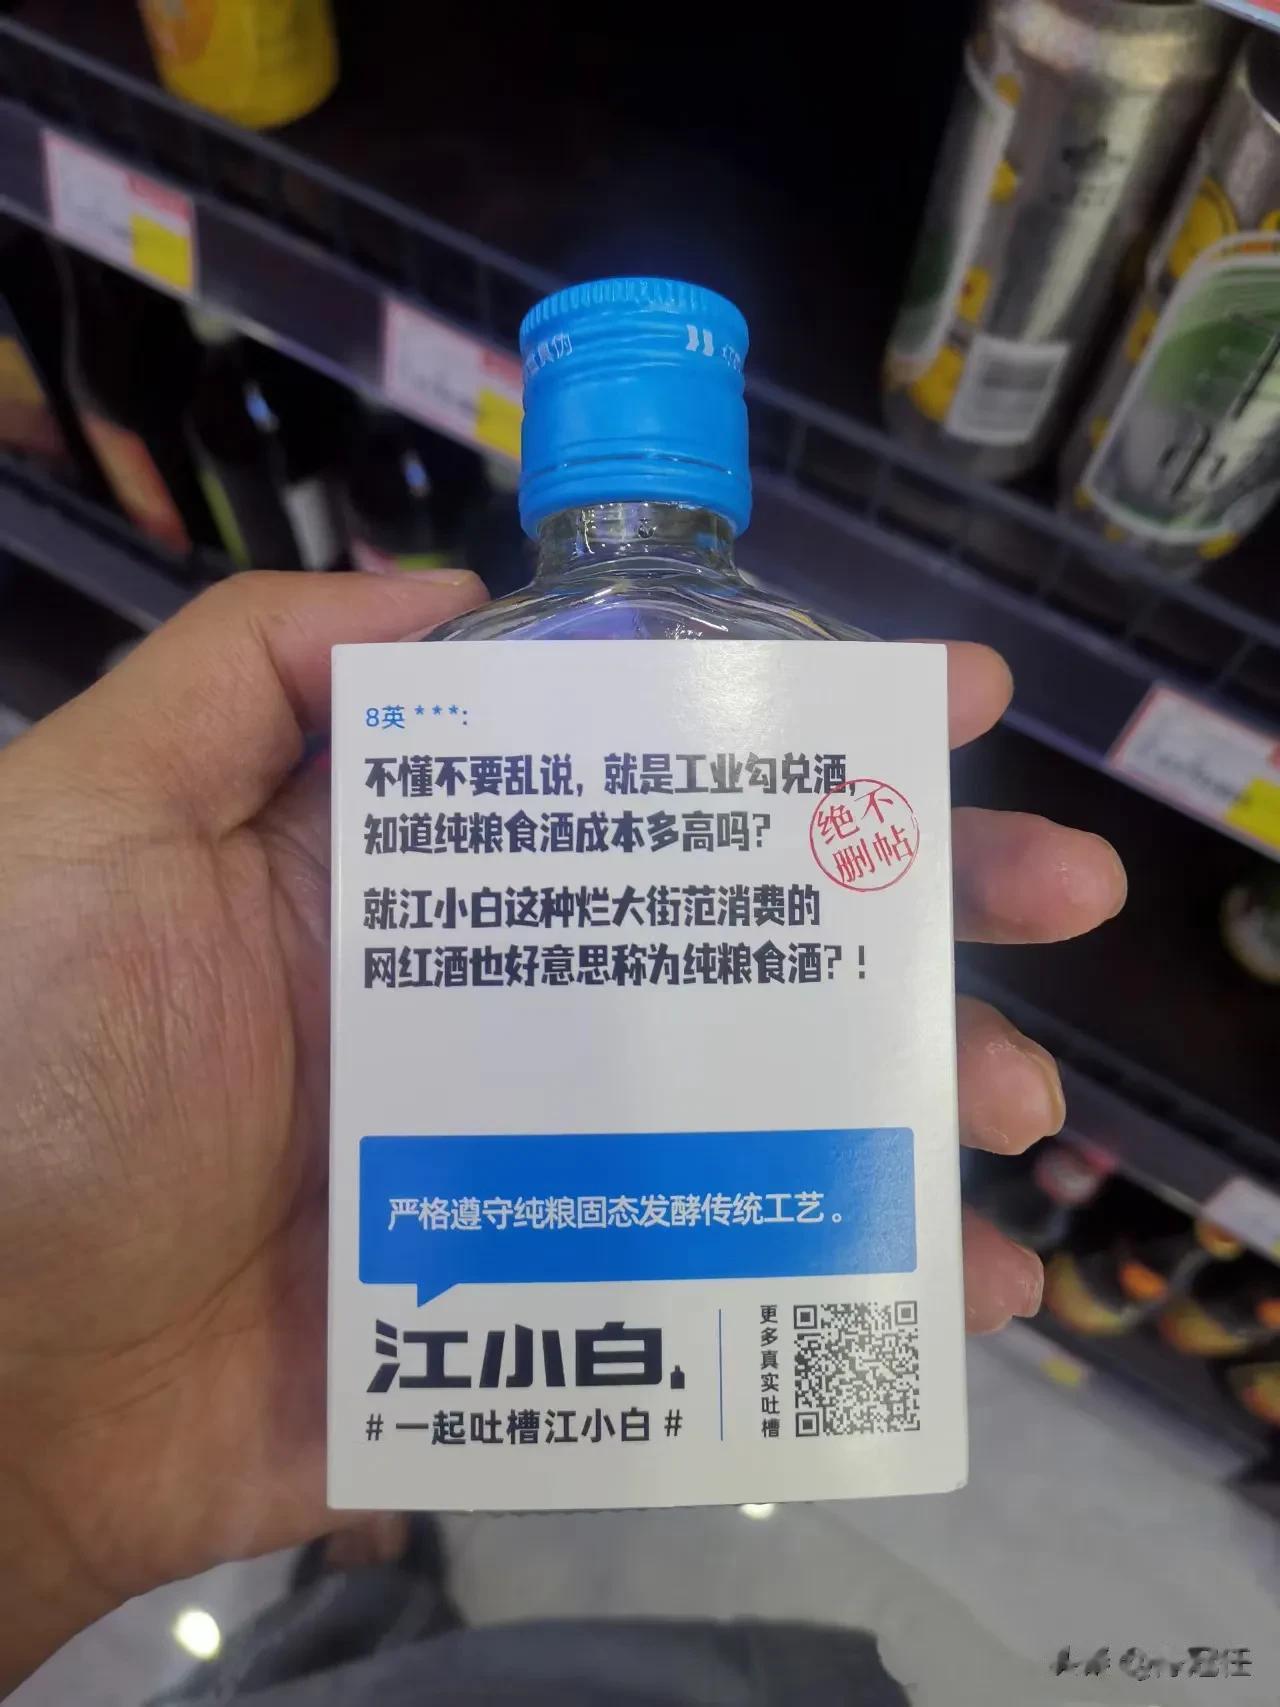 8英 ***:
不懂不要乱说，就是工业勾兑酒，
知道纯粮食酒成本多高吗？
绝不
删帖
就江小白这种烂大街范消费的
网红酒也好意思称为纯粮食酒？！
严格遵守纯粮固态发酵传统工艺。
江小白
#一起吐槽江小白#
更多真实吐槽